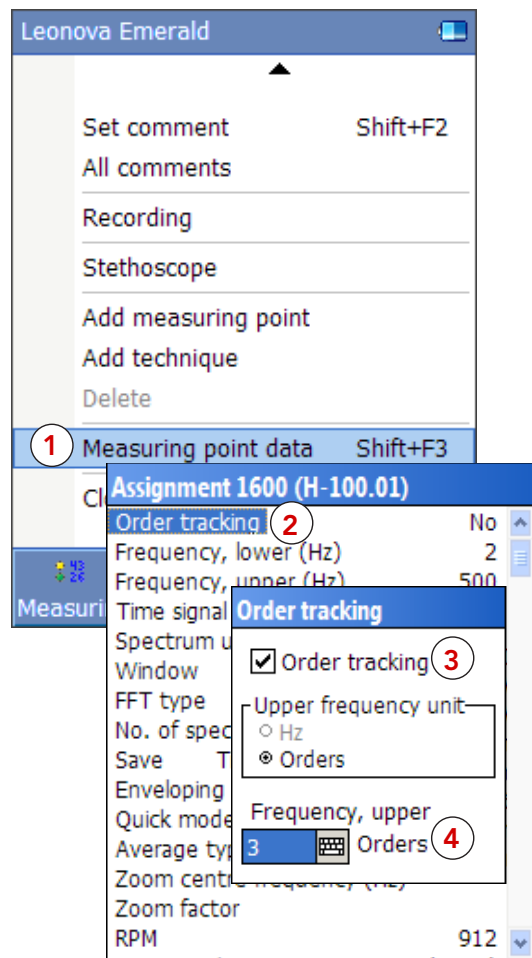 Leonova Emerald
Set comment Shift+F2
All comments
Recording
Stethoscope
Add measuring point
Add technique
Delete
1 Measuring point data Shift+F3
Cl
43
26
Measuri
Assignment 1600 (H-100.01)
Order tracking 2 No
Frequency, lower (Hz) 2
Frequency, upper (Hz) 500
Time signal
Spectrum u
Window
FFT type
No. of spec
Save T
Enveloping
Quick mode
Average typ
Zoom centre frequency (Hz)
Zoom factor
RPM 912
Order tracking
Order tracking 3
Upper frequency unit
Hz
Orders
Frequency, upper
3 Orders 4